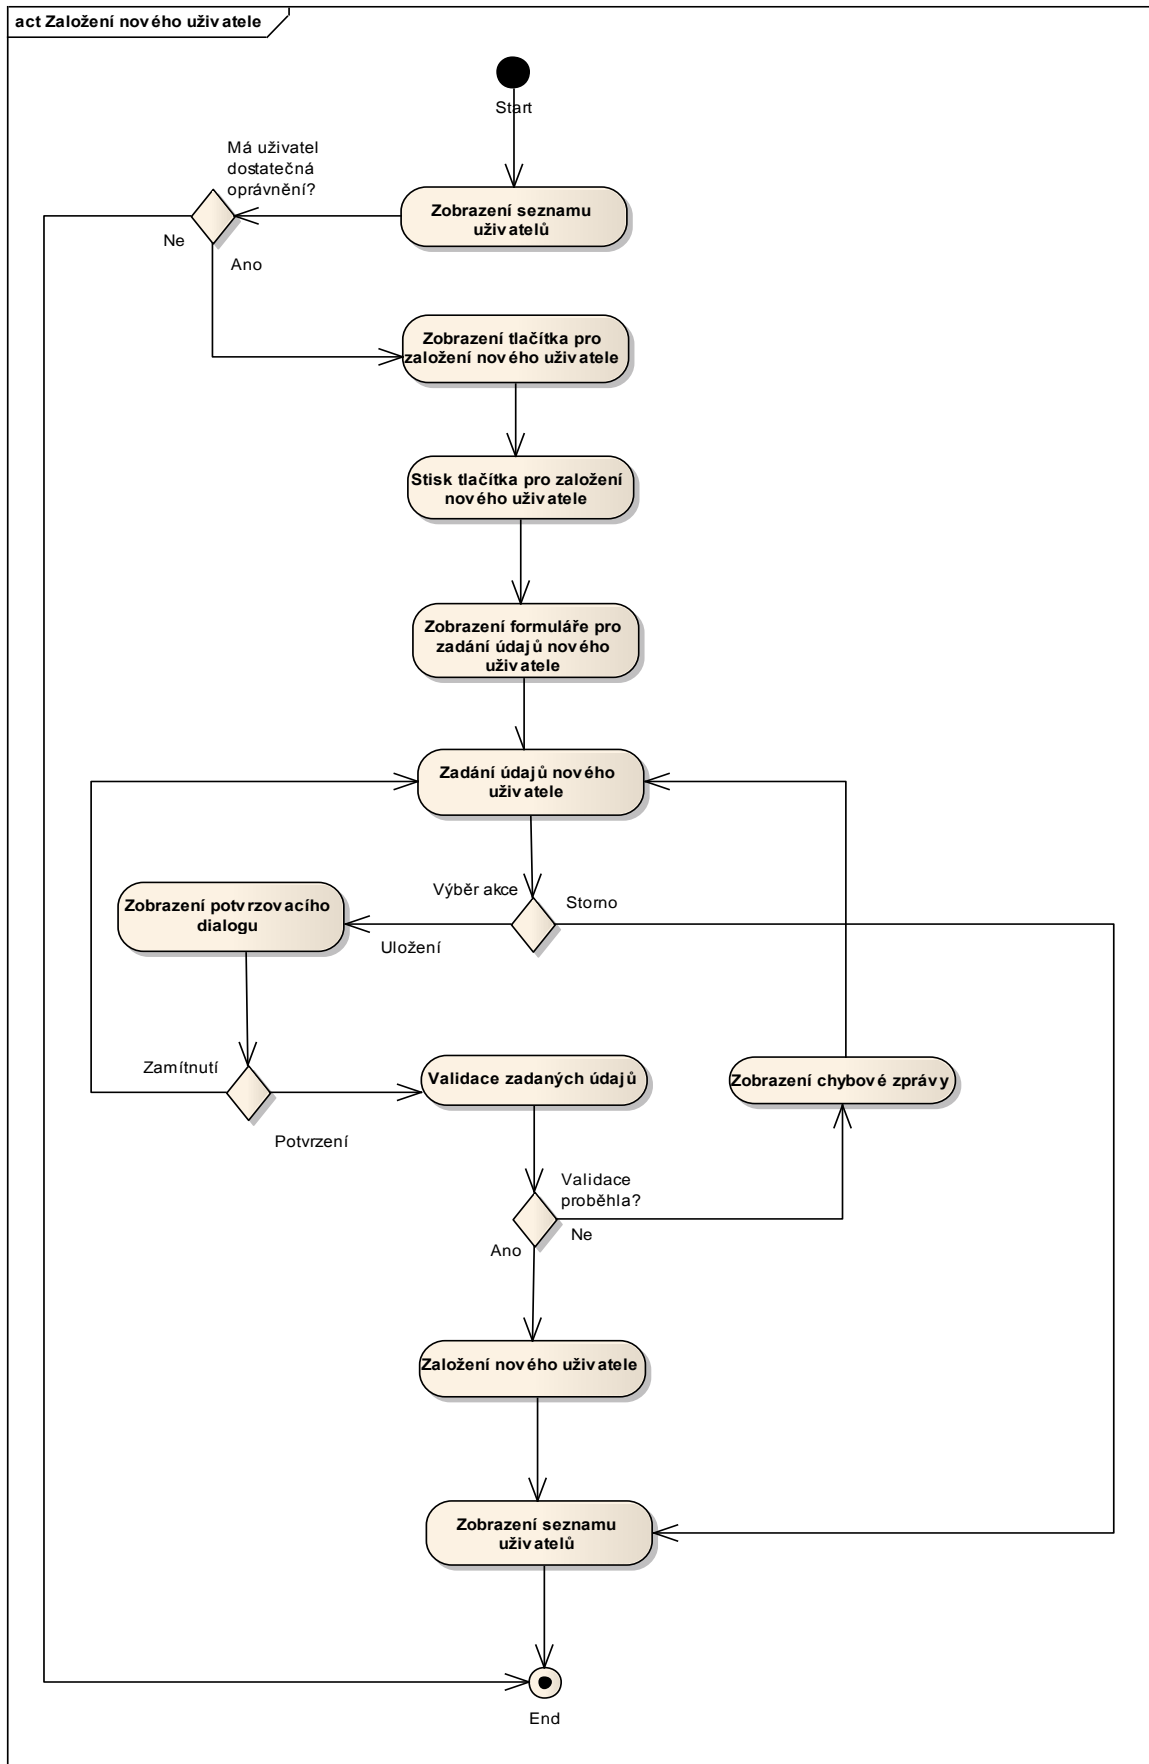 act Založení nového uživatele
Start
Má uživatel
dostatečná
oprávnění?
Zobrazení seznamu
uživatelů
Ne
Ano
Zobrazení tlačítka pro
založení nového uživatele
Stisk tlačítka pro založení
nového uživatele
Zobrazení formuláře pro
zadání údajů nového
uživatele
Zadání údajů nového
uživatele
Výběr akce
Storno
Zobrazení potvrzovacího
dialogu
Uložení
Zamítnutí
Validace zadaných údajů
Zobrazení chybové zprávy
Potvrzení
Validace
proběhla?
Ne
Ano
Založení nového uživatele
Zobrazení seznamu
uživatelů
End